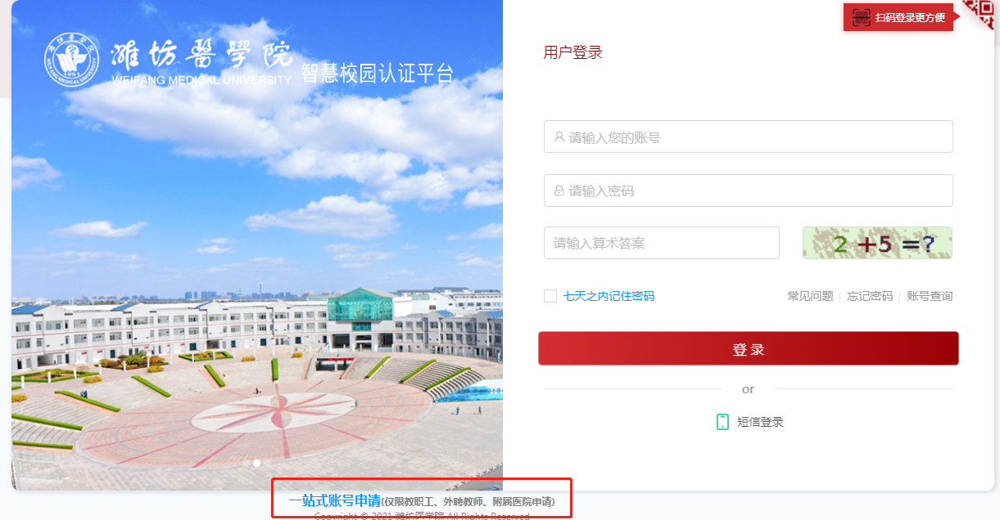 扫码登录更方便
濰坊醫學院
WEIFANG MEDICAL UNIVERSITY
智慧校园认证平台
用户登录
请输入您的账号
请输入密码
请输入算术答案
2 +5 =?
七天之内记住密码
常见问题 忘记密码 账号查询
登录
or
短信登录
一站式账号申请(仅限教职工、外聘教师、附属医院申请)
Copyright © 2021 潍坊医学院 All Rights Reserved